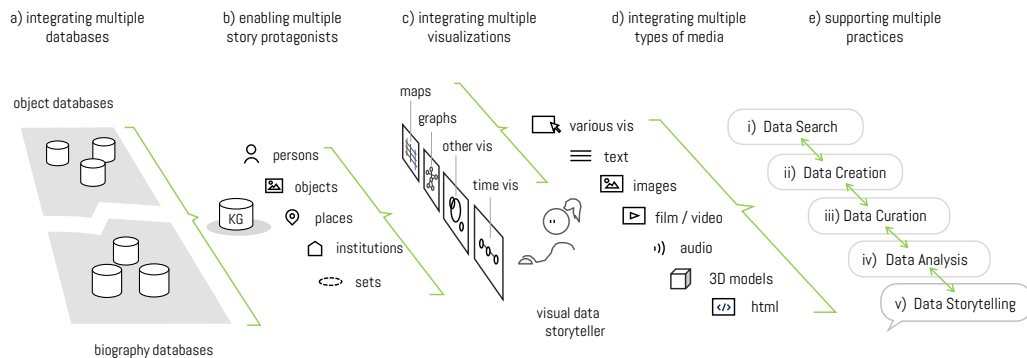 a) integrating multiple
databases
b) enabling multiple
story protagonists
c) integrating multiple
visualizations
d) integrating multiple
types of media
e) supporting multiple
practices
object databases
biography databases
KG
persons
objects
places
institutions
sets
maps
graphs
other vis
time vis
visual data
storyteller
various vis
text
images
film / video
audio
3D models
</>
html
i) Data Search
ii) Data Creation
iii) Data Curation
iv) Data Analysis
v) Data Storytelling